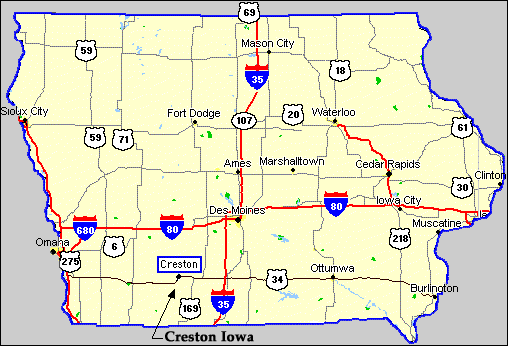 69
Mason City
59
35
18
Sioux City
Fort Dodge
107
20
Waterloo
61
59
71
Ames
Marshalltown
Cedar Rapids
30
Clinton
Des Moines
80
Iowa City
680
80
218
Muscatine
Omaha
6
275
Creston
34
Ottumwa
Burlington
169
35
Creston Iowa